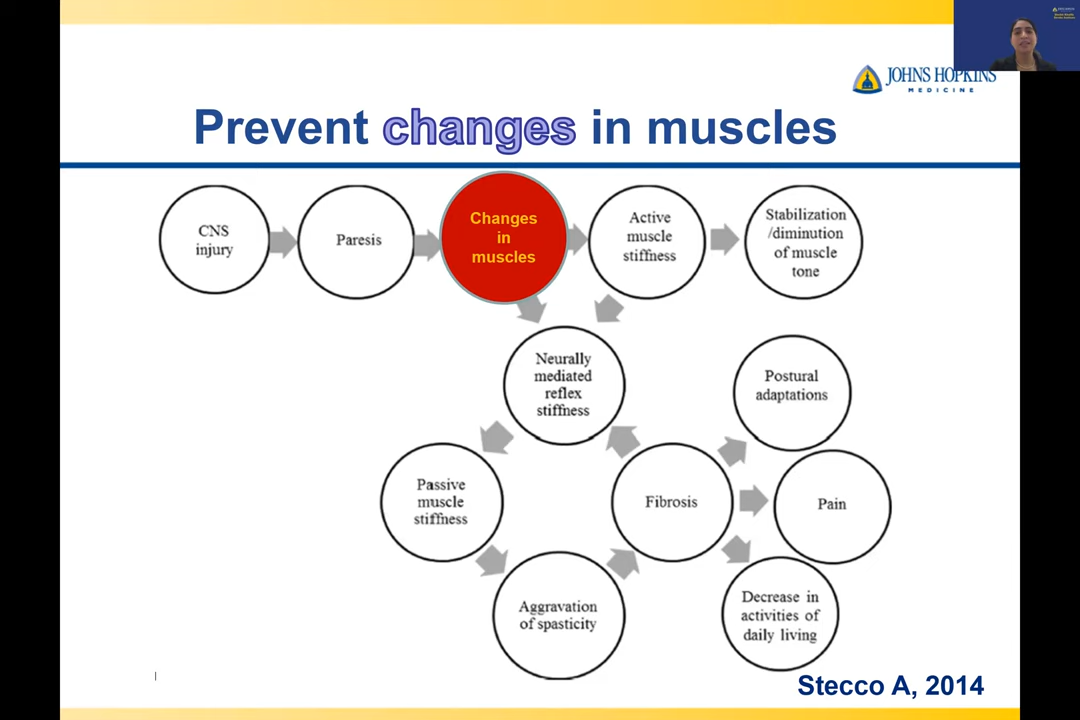 JOHNS HOPKINS
MEDICINE
Prevent changes in muscles
CNS
injury
Paresis
Changes
in
muscles
Active
muscle
stiffness
Stabilization
/diminution
of muscle
tone
Neurally
mediated
reflex
stiffness
Postural
adaptations
Passive
muscle
stiffness
Fibrosis
Pain
Aggravation
of spasticity
Decrease in
activities of
daily living
Stecco A, 2014